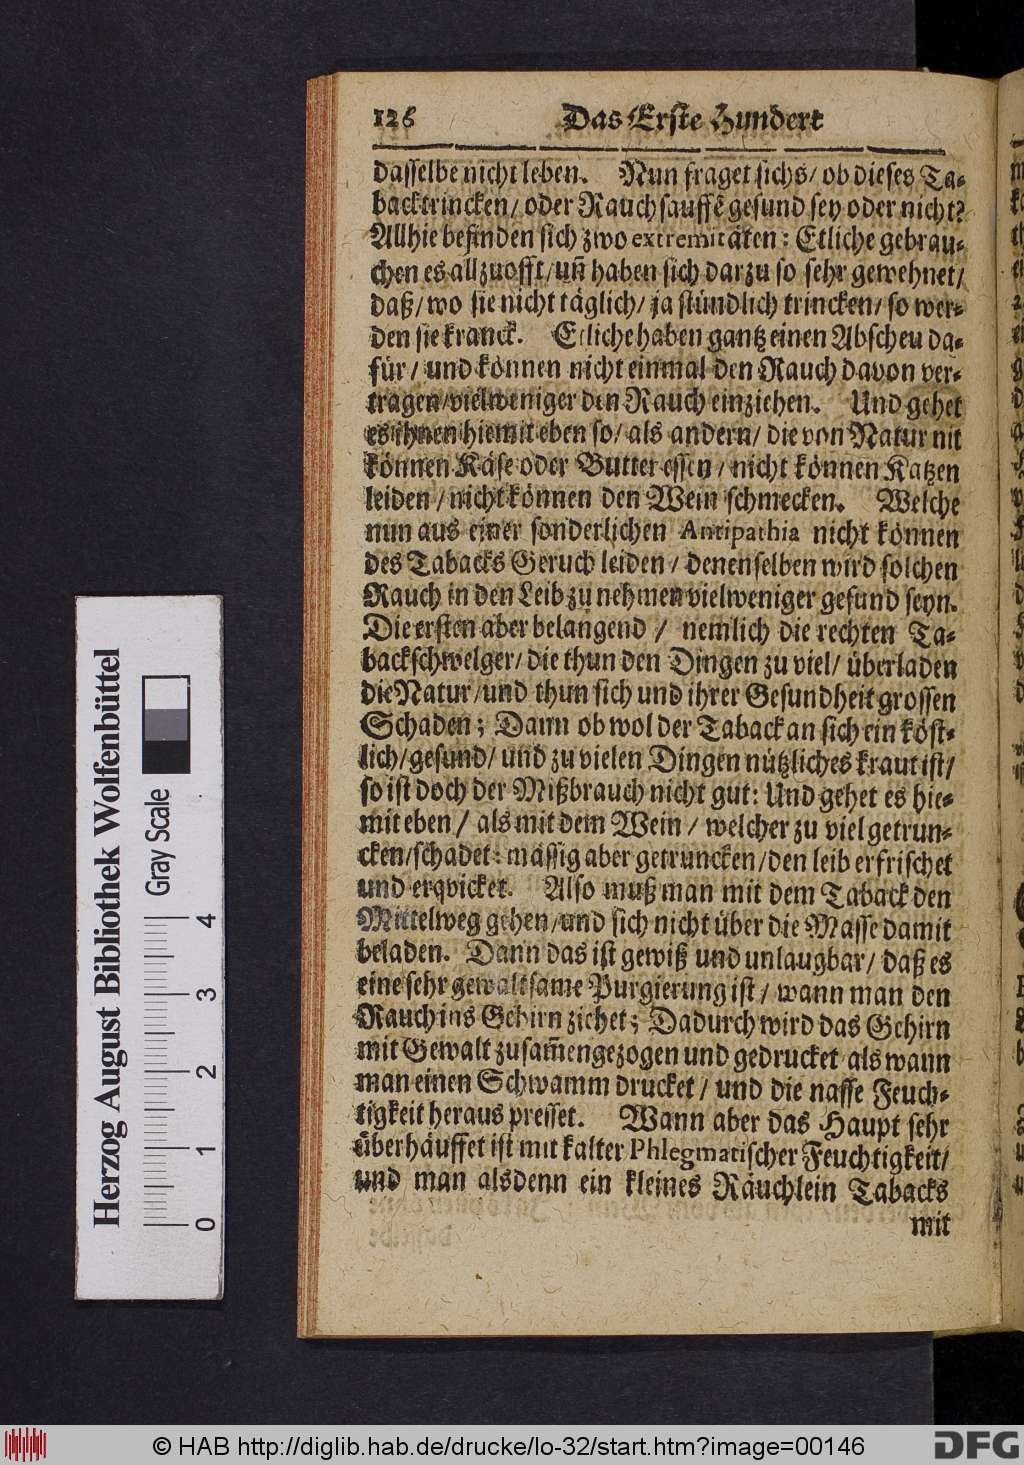 126 Das Erste Hundert
dasselbe nicht leben. Nun fraget sichs/ ob dieses Ta-
backtrincken/ oder Rauchsauffē gesund sey oder nicht?
Allhie befinden sich zwo extremitäten: Etliche gebrau-
chen es allzuofft/uñ haben sich darzu so sehr gewehnet/
daß/wo sie nicht täglich/ ja stündlich trincken/ so wer-
den sie kranck. Etliche haben gantz einen Abscheu da-
für/ und können nicht einmal den Rauch davon ver-
tragen/vielweniger den Rauch einziehen. Und gehet
es ihnen hiemit eben so/ als andern/ die von Natur nit
können Käse oder Butter essen/ nicht können Katzen
leiden/nicht können den Wein schmecken. Welche
nun aus einer sonderlichen Antipathia nicht können
des Tabacks Geruch leiden/ denenselben wird solchen
Rauch in den Leib zu nehmen vielweniger gesund seyn.
Die ersten aber belangend/ nemlich die rechten Ta-
backschwelger/die thun den Dingen zu viel/ überladen
die Natur/und thun sich und ihrer Gesundheit grossen
Schaden; Dann ob wol der Taback an sich ein köst-
lich/gesund/ und zu vielen Dingen nützliches kraut ist/
so ist doch der Mißbrauch nicht gut: Und gehet es hie-
mit eben/ als mit dem Wein/ welcher zu viel getrun-
cken/schadet: mässig aber getruncken/den leib erfrischet
und erqvicket. Also muß man mit dem Taback den
Mittelweg gehen/und sich nicht über die Masse damit
beladen. Dann das ist gewiß und unlaugbar/ daß es
eine sehr gewaltsame Purgierung ist/ wann man den
Rauch ins Gehirn ziehet; Dadurch wird das Gehirn
mit Gewalt zusam̃engezogen und gedrucket als wann
man einen Schwamm drucket/ und die nasse Feuch-
tigkeit heraus presset. Wann aber das Haupt sehr
überhäuffet ist mit kalter Phlegmatischer Feuchtigkeit/
und man alsdenn ein kleines Räuchlein Tabacks
mit
Herzog August Bibliothek Wolfenbüttel
Gray Scale
0 1 2 3 4
© HAB http://diglib.hab.de/drucke/lo-32/start.htm?image=00146
DFG